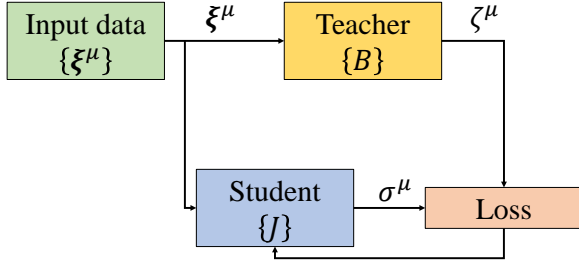 Input data
{ξ^μ}
ξ^μ
Teacher
{B}
ζ^μ
Student
{J}
σ^μ
Loss